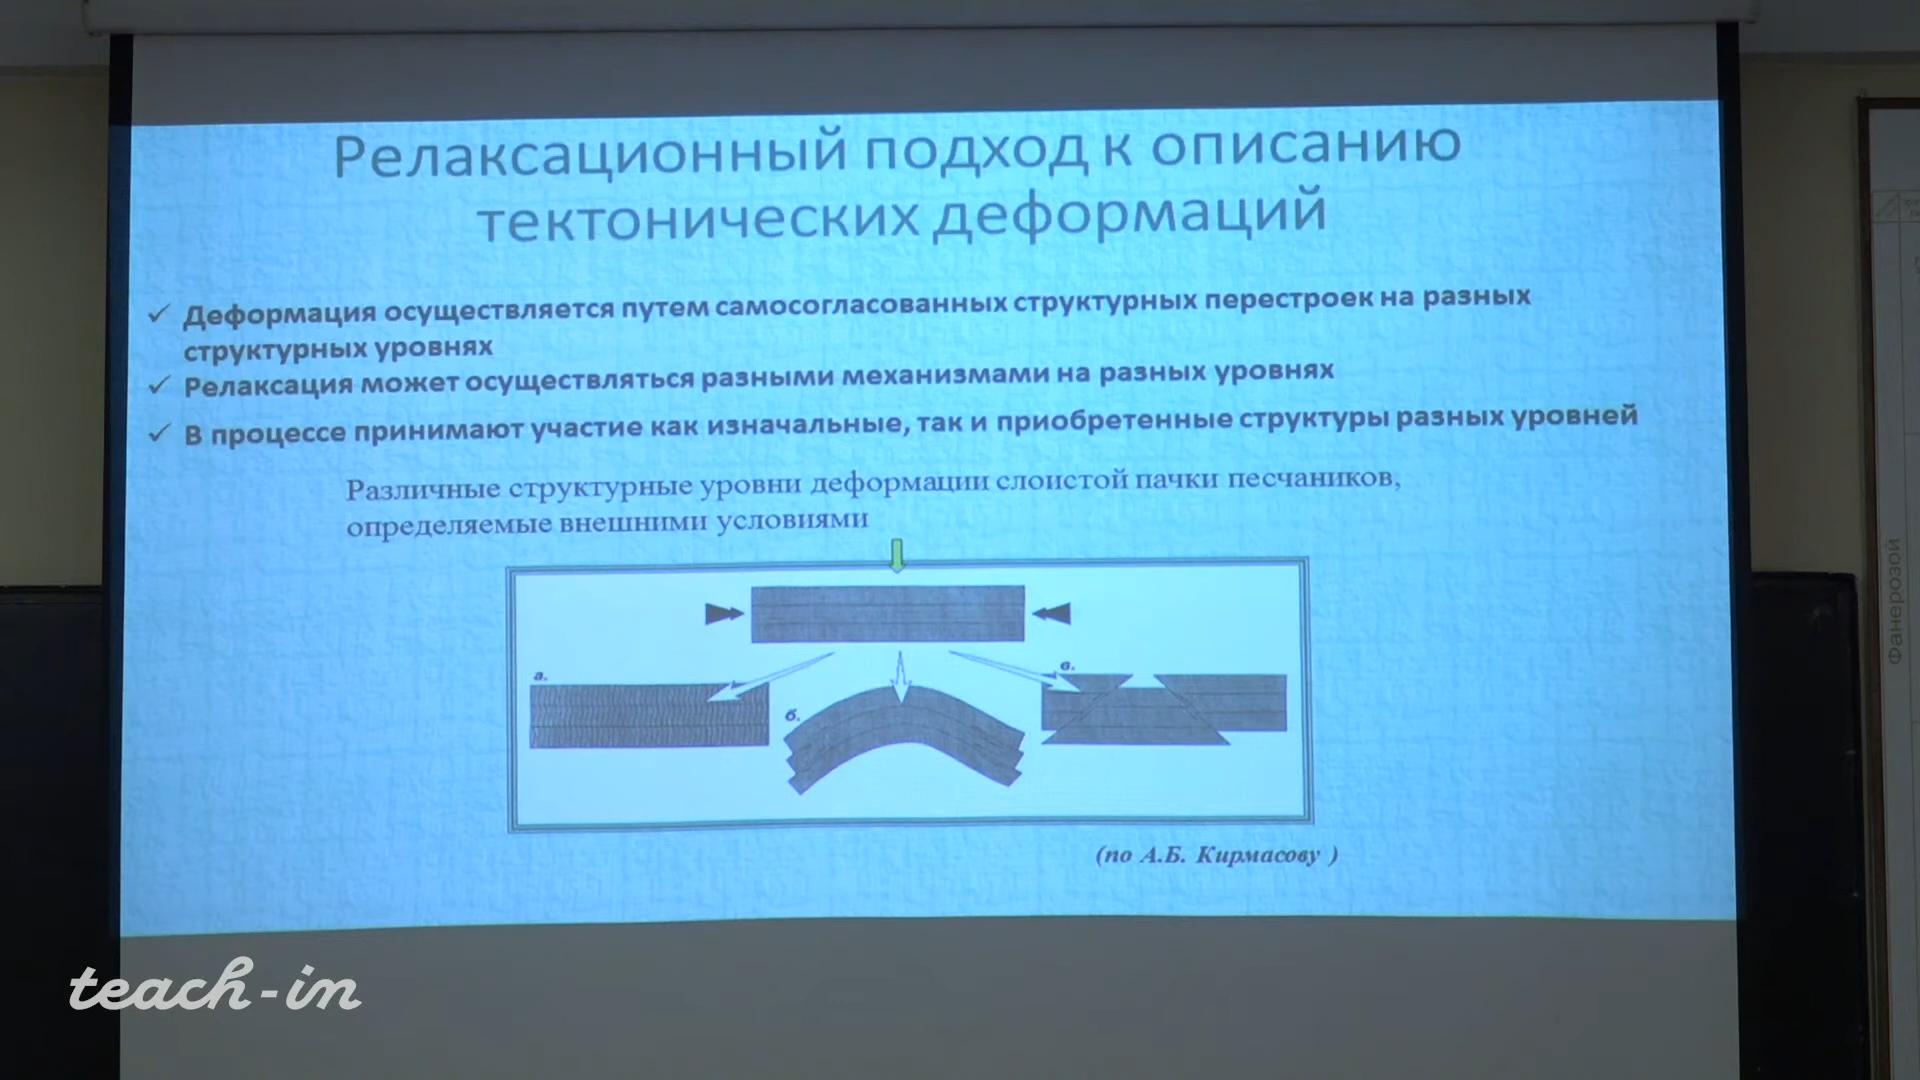 Релаксационный подход к описанию
тектонических деформаций
Деформация осуществляется путем самосогласованных структурных перестроек на разных
структурных уровнях
Релаксация может осуществляться разными механизмами на разных уровнях
В процессе принимают участие как изначальные, так и приобретенные структуры разных уровней
Различные структурные уровни деформации слоистой пачки песчаников,
определяемые внешними условиями
а.
б.
в.
(по А.Б. Кирмасову )
teach-in
Фанерозой